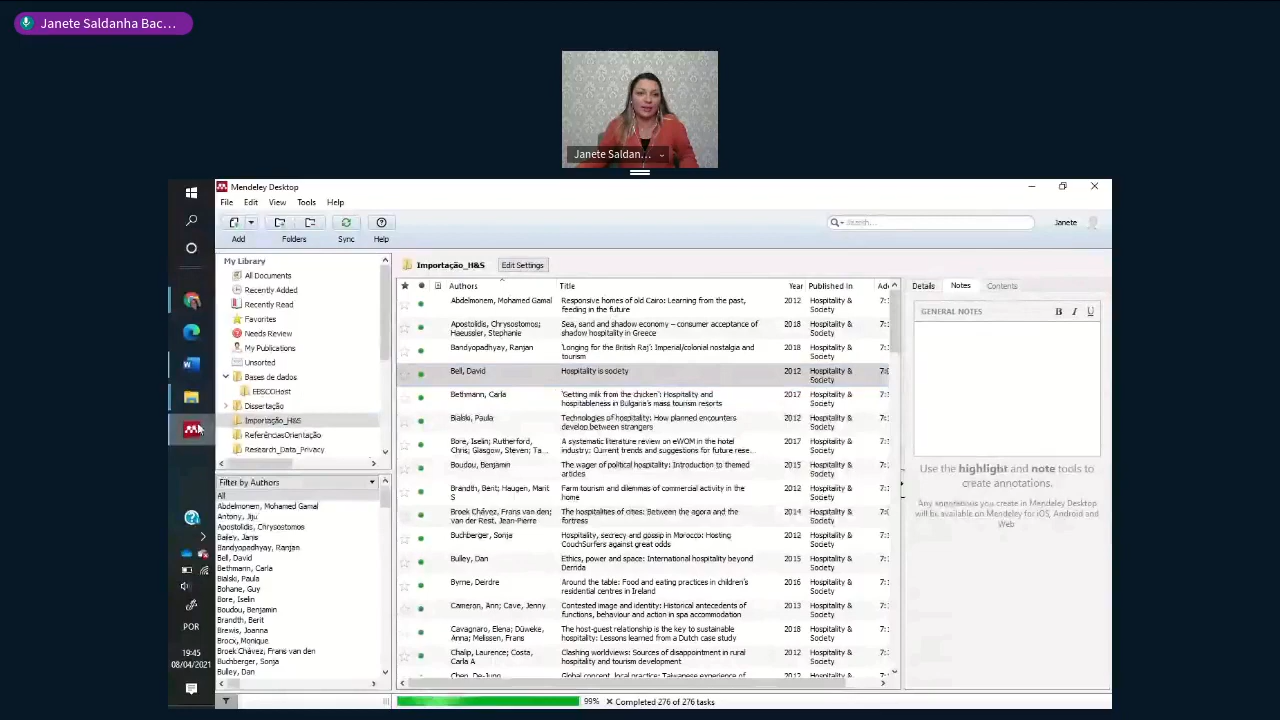 Janete Saldanha Bac...
Janete Saldan...
Mendeley Desktop
File Edit View Tools Help
Search...
Janete
Add Folders Sync Help
My Library
All Documents
Recently Added
Recently Read
Favorites
Needs Review
My Publications
Unsorted
Bases de dados
EBSCOHost
Dissertação
Importação_H&S
ReferênciasOrientação
Research_Data_Privacy
Filter by Authors
All
Abdelmonem, Mohamed Gamal
Antony, Jiju
Apostolidis, Chrysostomos
Bailey, Janis
Bandyopadhyay, Ranjan
Bell, David
Bethmann, Carla
Bialski, Paula
Bohane, Guy
Bore, Iselin
Boudou, Benjamin
Brandth, Berit
Brewis, Joanna
Brocx, Monique
Broek Chávez, Frans van den
Buchberger, Sonja
Bulley, Dan
Importação_H&S Edit Settings
Authors Title Year Published In
Abdelmonem, Mohamed Gamal Responsive homes of old Cairo: Learning from the past, 2012 Hospitality &
feeding in the future Society
Apostolidis, Chrysostomos; Sea, sand and shadow economy – consumer acceptance of 2018 Hospitality &
Haeussler, Stephanie shadow hospitality in Greece Society
Bandyopadhyay, Ranjan 'Longing for the British Raj': Imperial/colonial nostalgia and 2018 Hospitality &
tourism Society
Bell, David Hospitality is society 2012 Hospitality &
Society
Bethmann, Carla 'Getting milk from the chicken': Hospitality and 2017 Hospitality &
hospitableness in Bulgaria's mass tourism resorts Society
Bialski, Paula Technologies of hospitality: How planned encounters 2012 Hospitality &
develop between strangers Society
Bore, Iselin; Rutherford, A systematic literature review on eWOM in the hotel 2017 Hospitality &
Chris; Glasgow, Steven; Ta... industry: Current trends and suggestions for future rese... Society
Boudou, Benjamin The wager of political hospitality: Introduction to themed 2015 Hospitality &
articles Society
Brandth, Bent; Haugen, Marit Farm tourism and dilemmas of commercial activity in the 2012 Hospitality &
S home Society
Broek Chávez, Frans van den; The hospitalities of cities: Between the agora and the 2014 Hospitality &
van der Rest, Jean-Pierre fortress Society
Buchberger, Sonja Hospitality, secrecy and gossip in Morocco: Hosting 2012 Hospitality &
CouchSurfers against great odds Society
Bulley, Dan Ethics, power and space: International hospitality beyond 2015 Hospitality &
Derrida Society
Byrne, Deirdre Around the table: Food and eating practices in children's 2016 Hospitality &
residential centres in Ireland Society
Cameron, Ann; Cave, Jenny Contested image and identity: Historical antecedents of 2013 Hospitality &
functions, behaviour and action in spa accommodation Society
Cavagnaro, Elena; Düweke, The host-guest relationship is the key to sustainable 2018 Hospitality &
Anna; Melissen, Frans hospitality: Lessons learned from a Dutch case study Society
Chalip, Laurence; Costa, Clashing worldviews: Sources of disappointment in rural 2012 Hospitality &
Carla A hospitality and tourism development Society
Details Notes Contents
GENERAL NOTES B I U
Use the highlight and note tools to
create annotations.
Any annotations you create in Mendeley Desktop
will be available on Mendeley for iOS, Android and
Web
POR
19:45
08/04/2021
99% Completed 276 of 276 tasks